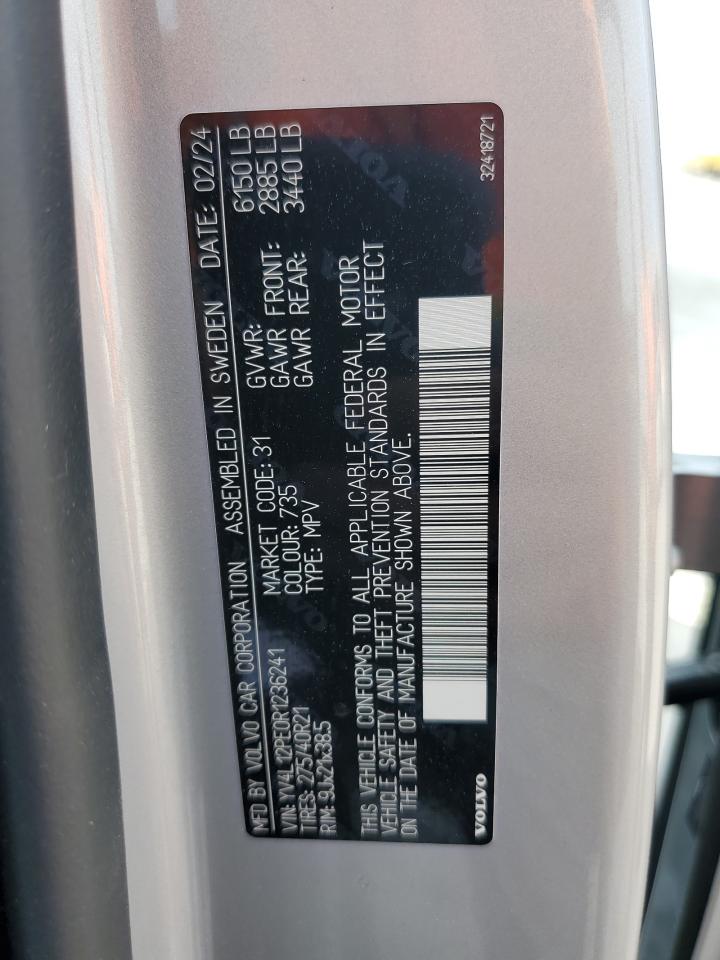 MFD BY VOLVO CAR CORPORATION ASSEMBLED IN SWEDEN DATE: 02/24
VIN: YV4L12PE0R1236241 MARKET CODE: 31 GVWR: 6150 LB
TIRES: 275/40R21 COLOUR: 735 GAWR FRONT: 2885 LB
RIM: 9Jx21x38.5 TYPE: MPV GAWR REAR: 3440 LB
THIS VEHICLE CONFORMS TO ALL APPLICABLE FEDERAL MOTOR
VEHICLE SAFETY AND THEFT PREVENTION STANDARDS IN EFFECT
ON THE DATE OF MANUFACTURE SHOWN ABOVE.
VOLVO 32418721